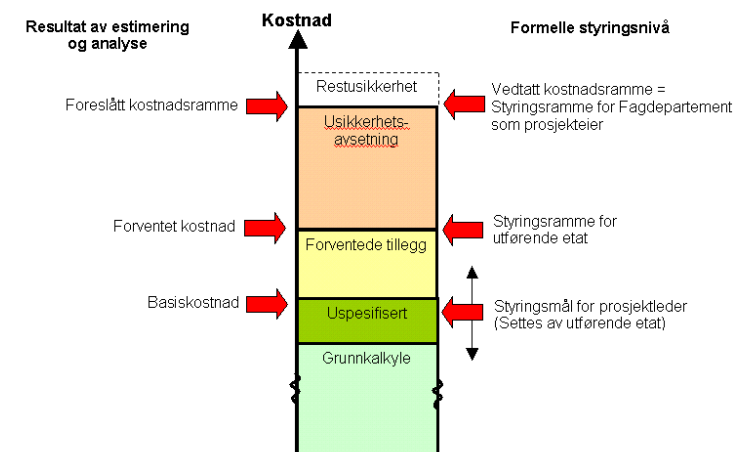 Resultat av estimering
og analyse
Kostnad
Formelle styringsnivå
Restusikkerhet
Foreslått kostnadsramme
Vedtatt kostnadsramme =
Styringsramme for Fagdepartement
som prosjekteier
Usikkerhets-
avsetning
Forventet kostnad
Styringsramme for
utførende etat
Forventede tillegg
Basiskostnad
Uspesifisert
Styringsmål for prosjektleder
(Settes av utførende etat)
Grunnkalkyle